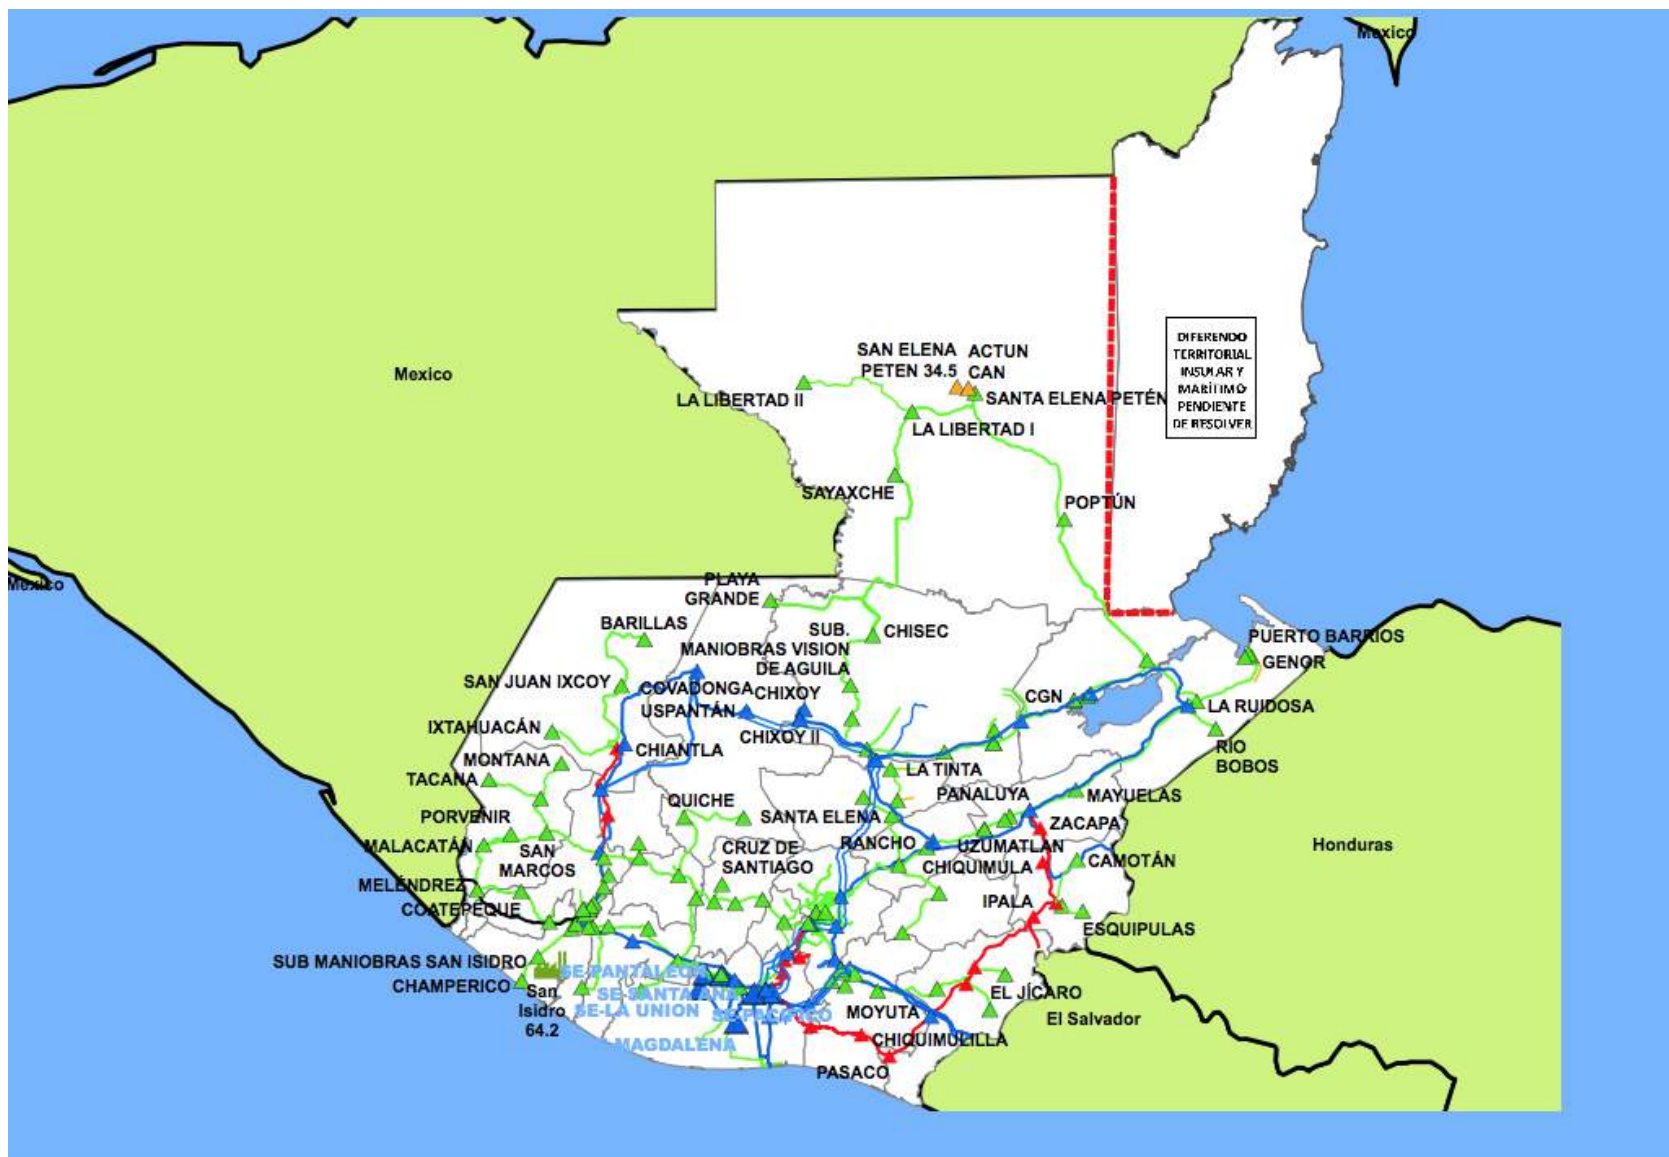 Mexico
DIFERENDO
TERRITORIAL
INSULAR Y
MARÍTIMO
PENDIENTE
DE RESOLVER
SAN ELENA
PETEN 34.5
ACTUN
CAN
Mexico
LA LIBERTAD II
SANTA ELENA PETÉN
LA LIBERTAD I
SAYAXCHE
POPTÚN
Mexico
PLAYA
GRANDE
BARILLAS
SUB.
MANIOBRAS VISION
DE AGUILA
CHISEC
PUERTO BARRIOS
GENOR
SAN JUAN IXCOY
COVADONGA
CHIXOY
CGN
LA RUIDOSA
USPANTÁN
IXTAHUACÁN
CHIXOY II
CHIANTLA
RIO
BOBOS
MONTANA
TACANA
LA TINTA
PANALUYA
MAYUELAS
QUICHE
PORVENIR
SANTA ELENA
ZACAPA
MALACATÁN
SAN
MARCOS
CRUZ DE
SANTIAGO
RANCHO
UZUMATLAN
Honduras
CHIQUIMULA
CAMOTÁN
MELÉNDREZ
COATEPEQUE
IPALA
ESQUIPULAS
SUB MANIOBRAS SAN ISIDRO
SE-PANTALEON
CHAMPERICO
San
Isidro
64.2
SE SANTA ANA
SE-LA UNION
SE-PACIFICO
EL JÍCARO
MOYUTA
El Salvador
MAGDALENA
CHIQUIMULILLA
PASACO